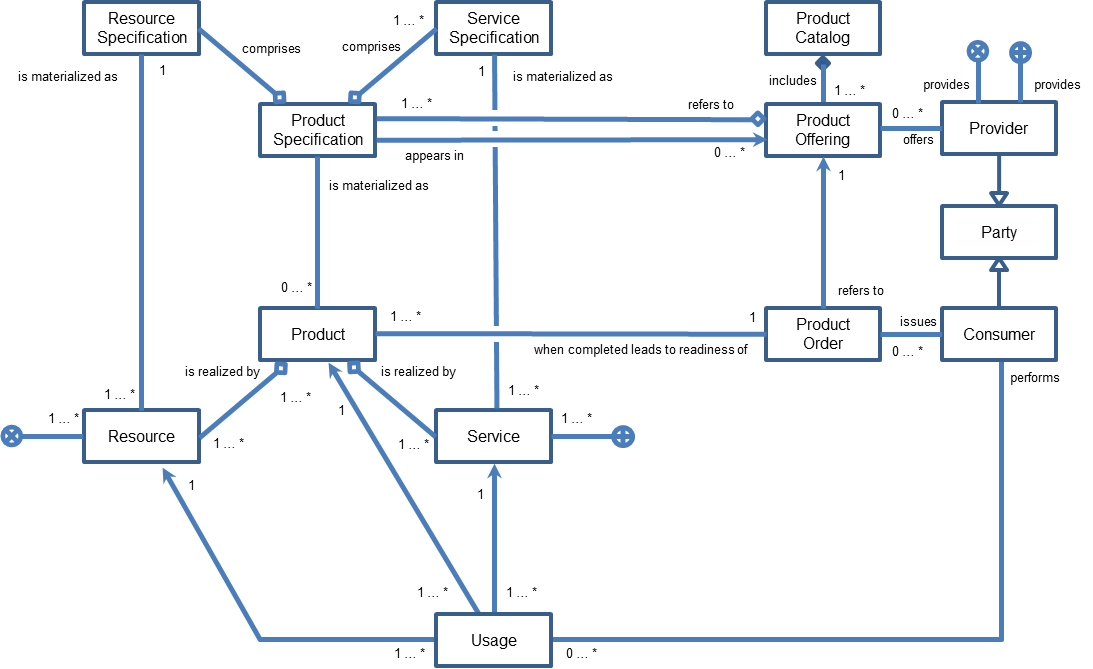 Resource
Specification
1 ... *
Service
Specification
Product
Catalog
comprises
comprises
is materialized as
1
1
is materialized as
includes
provides
provides
1 ... *
1 ... *
refers to
0 ... *
Product
Specification
Product
Offering
Provider
offers
appears in
0 ... *
is materialized as
1
Party
0 ... *
refers to
1 ... *
1
issues
Product
Product
Order
Consumer
when completed leads to readiness of
0 ... *
is realized by
is realized by
performs
1 ... *
1 ... *
1 ... *
1
1 ... *
1 ... *
Resource
1 ... *
1 ... *
Service
1
1
1 ... *
1 ... *
Usage
1 ... *
0 ... *